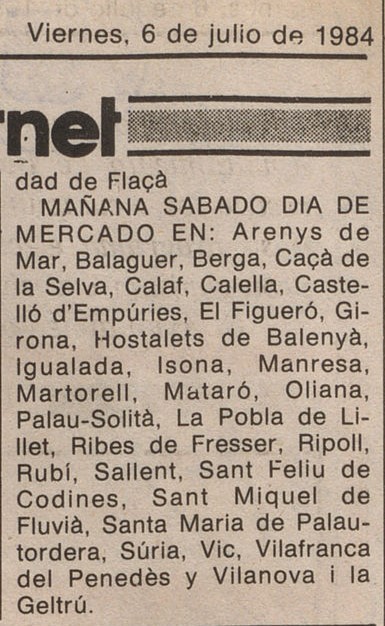 Viernes, 6 de julio de 1984
rnet
dad de Flaçà
MAÑANA SABADO DIA DE
MERCADO EN: Arenys de
Mar, Balaguer, Berga, Caçà de
la Selva, Calaf, Calella, Caste-
lló d'Empúries, El Figueró, Gi-
rona, Hostalets de Balenyà,
Igualada, Isona, Manresa,
Martorell, Mataró, Oliana,
Palau-Solità, La Pobla de Li-
llet, Ribes de Fresser, Ripoll,
Rubí, Sallent, Sant Feliu de
Codines, Sant Miquel de
Fluvià, Santa Maria de Palau-
tordera, Súria, Vic, Vilafranca
del Penedès y Vilanova i la
Geltrú.